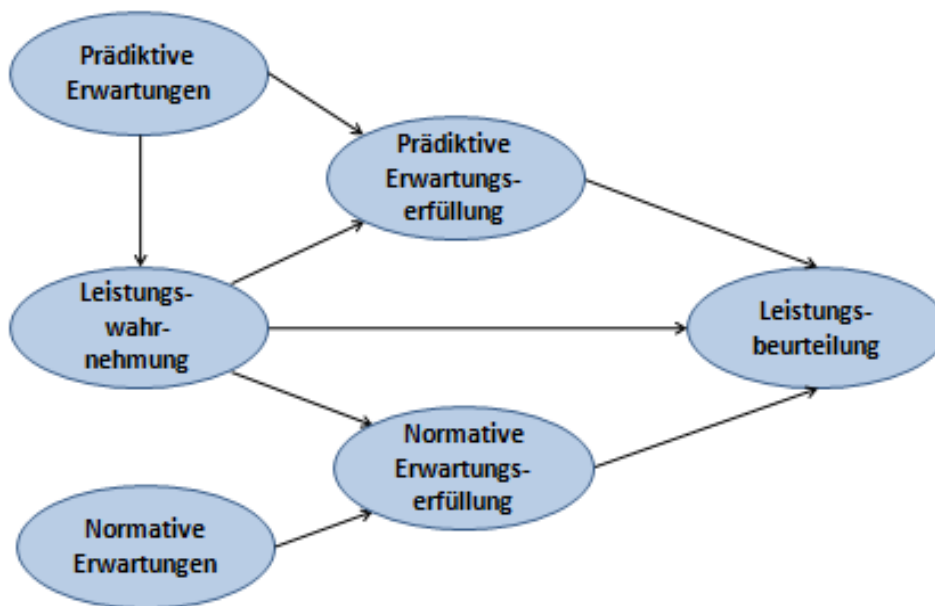 Prädiktive
Erwartungen
Prädiktive
Erwartungs-
erfüllung
Leistungs-
wahr-
nehmung
Leistungs-
beurteilung
Normative
Erwartungs-
erfüllung
Normative
Erwartungen